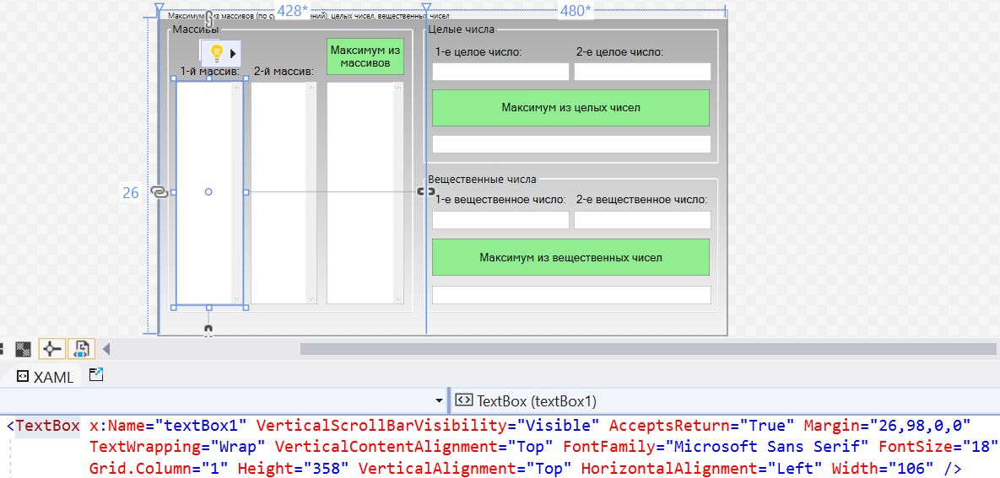 428*
480*
Максимум из массивов (по су ений), целых чисел, вещественных чисел
Массивы
Целые числа
Максимум из
массивов
1-е целое число:
2-е целое число:
1-й массив:
2-й массив:
Максимум из целых чисел
26
Вещественные числа
1-е вещественное число:
2-е вещественное число:
Максимум из вещественных чисел
XAML
TextBox (textBox1)
<TextBox x:Name="textBox1" VerticalScrollBarVisibility="Visible" AcceptsReturn="True" Margin="26,98,0,0"
TextWrapping="Wrap" VerticalContentAlignment="Top" FontFamily="Microsoft Sans Serif" FontSize="18"
Grid.Column="1" Height="358" VerticalAlignment="Top" HorizontalAlignment="Left" Width="106" />